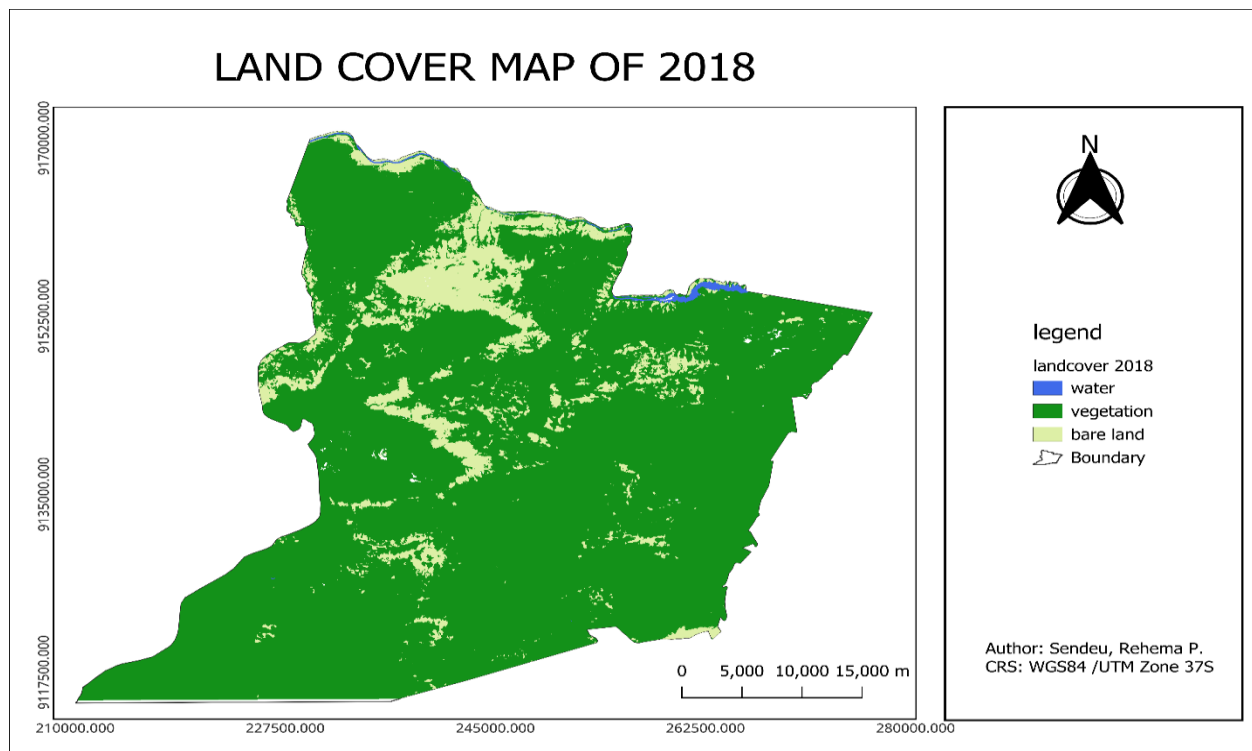 LAND COVER MAP OF 2018
9170000.000
9152500.000
9135000.000
9117500.000
210000.000
227500.000
245000.000
262500.000
280000.000
0 5,000 10,000 15,000 m
N
legend
landcover 2018
water
vegetation
bare land
Boundary
Author: Sendeu, Rehema P.
CRS: WGS84 /UTM Zone 37S